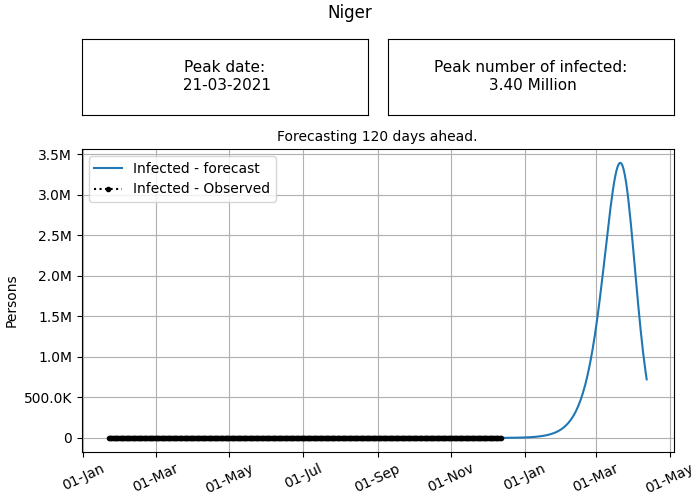 Niger
Peak date:
21-03-2021
Peak number of infected:
3.40 Million
Forecasting 120 days ahead.
Infected - forecast
Infected - Observed
Persons
3.5M
3.0M
2.5M
2.0M
1.5M
1.0M
500.0K
0
01-Jan
01-Mar
01-May
01-Jul
01-Sep
01-Nov
01-Jan
01-Mar
01-May